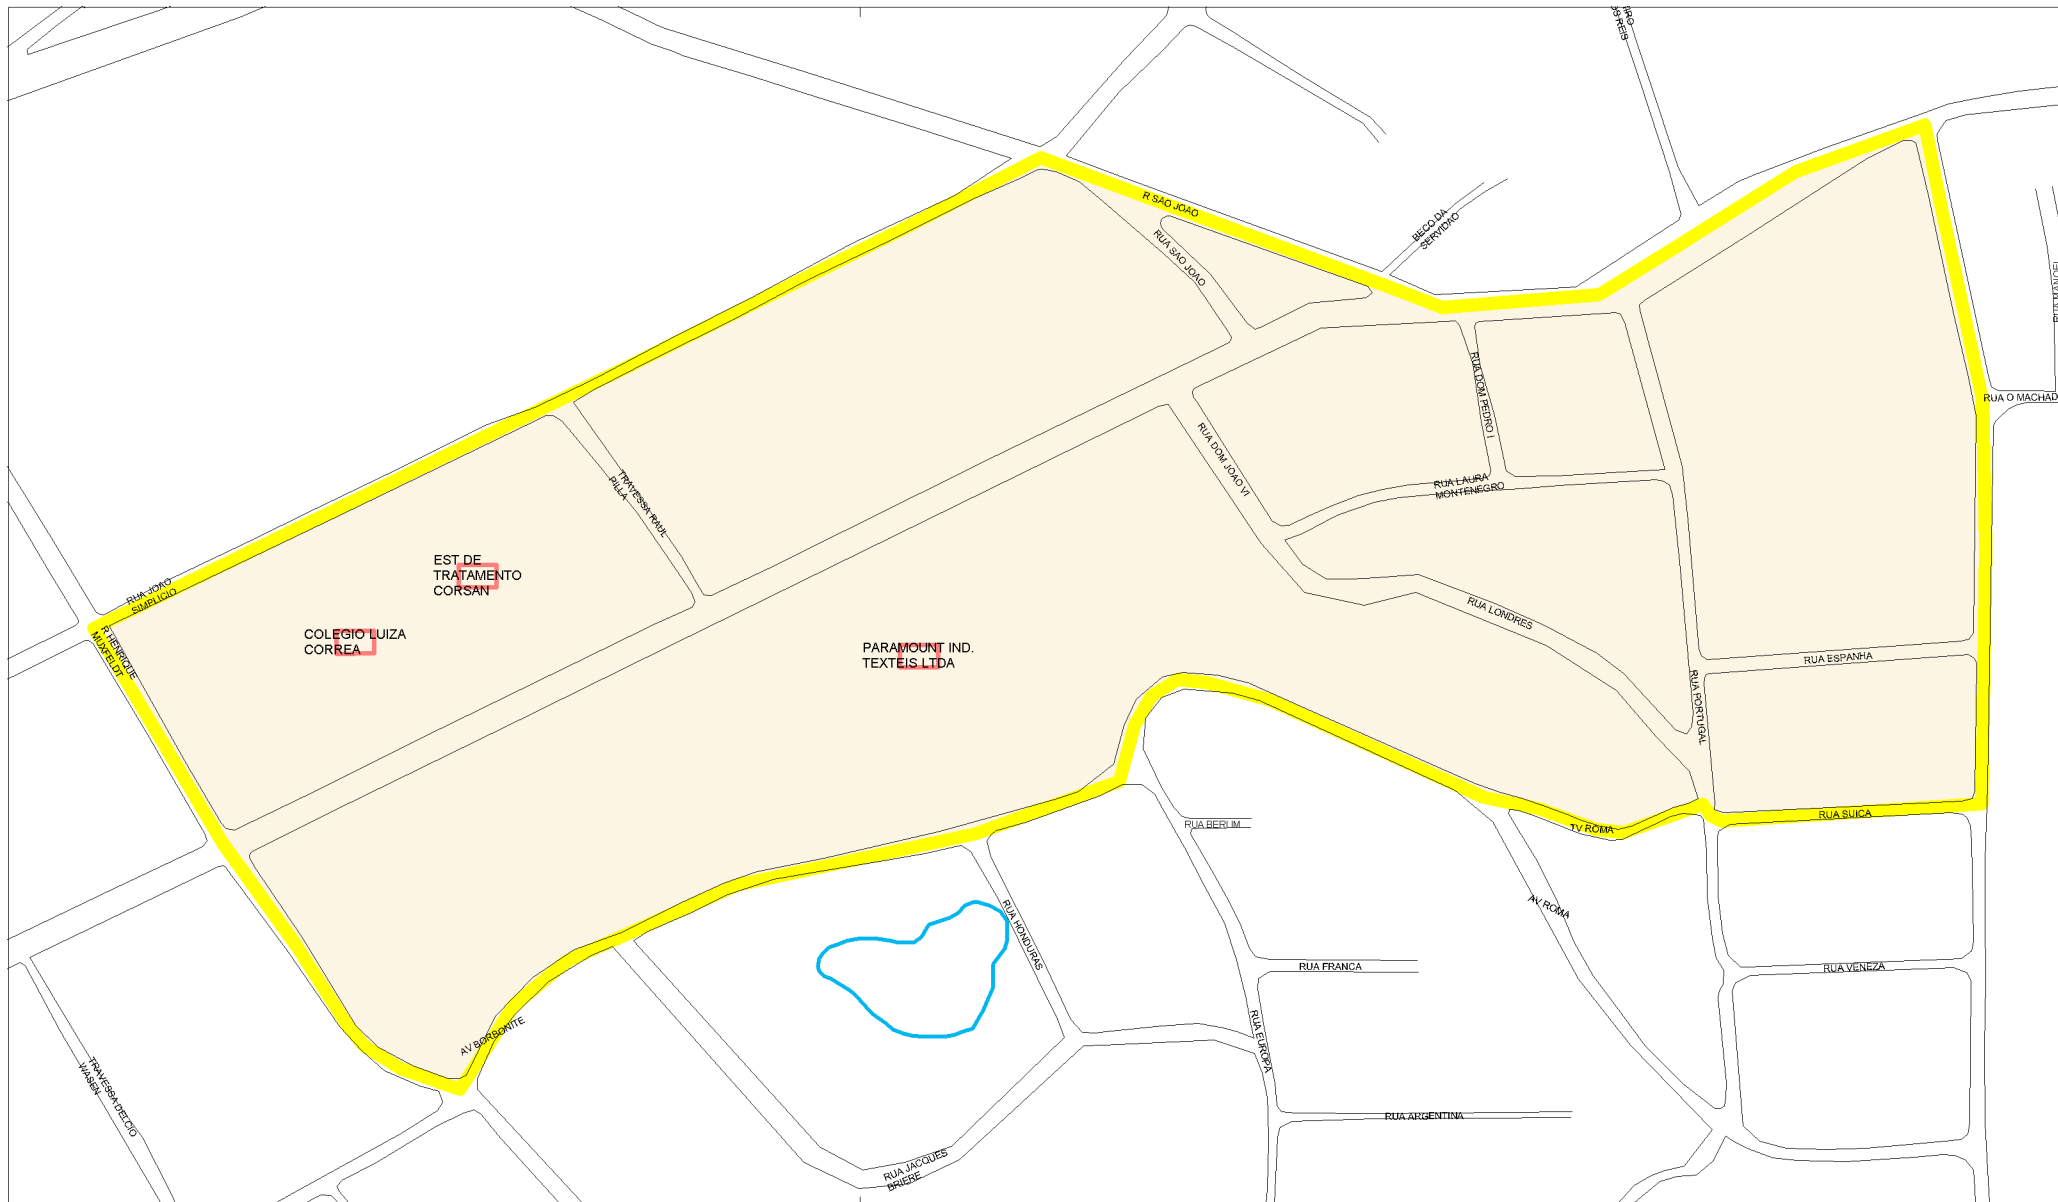 OS REIS
R SAO JOAO
BECO DA
SERVIDAO
RUA SAO JOAO
RUA O MACHAD
RUA DOM PEDRO I
RUA DOM JOAO VI
RUA LAURA
MONTENEGRO
TRAVESSA RAUL
PILLA
EST DE
TRATAMENTO
CORSAN
RUA JOAO
SIMPLICIO
R HENRIQUE
MUXFELDT
COLEGIO LUIZA
CORREA
PARAMOUNT IND.
TEXTEIS LTDA
RUA LONDRES
RUA ESPANHA
RUA PORTUGAL
RUA SUICA
TV ROMA
RUA BERLIM
AV ROMA
RUA HONDURAS
RUA FRANCA
RUA VENEZA
AV BORBONITE
RUA EUROPA
TRAVESSA DELCIO
WASEN
RUA ARGENTINA
RUA JACQUES
BRIERE